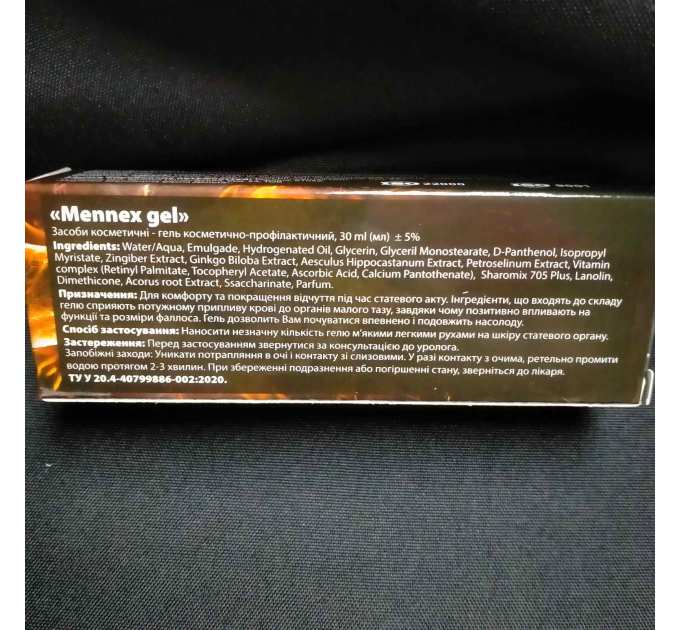 ISO 22000 ISO 9001
«Mennex gel»
Засоби косметичні - гель косметично-профілактичний, 30 ml (мл) ± 5%
Ingredients: Water/Aqua, Emulgade, Hydrogenated Oil, Glycerin, Glyceril Monostearate, D-Panthenol, Isopropyl
Myristate, Zingiber Extract, Ginkgo Biloba Extract, Aesculus Hippocastanum Extract, Petroselinum Extract, Vitamin
complex (Retinyl Palmitate, Tocopheryl Acetate, Ascorbic Acid, Calcium Pantothenate), Sharomix 705 Plus, Lanolin,
Dimethicone, Acorus root Extract, Ssaccharinate, Parfum.
Призначення: Для комфорту та покращення відчуття під час статевого акту. Інгредієнти, що входять до складу
гелю сприяють потужному припливу крові до органів малого тазу, завдяки чому позитивно впливають на
функції та розміри фаллоса. Гель дозволить Вам почуватися впевнено і подовжить насолоду.
Спосіб застосування: Наносити незначну кількість гелю м'якими легкими рухами на шкіру статевого органу.
Застереження: Перед застосуванням звернутися за консультацією до уролога.
Запобіжні заходи: Уникати потрапляння в очі і контакту зі слизовими. У разі контакту з очима, ретельно промити
водою протягом 2-3 хвилин. При збереженні подразнення або погіршенні стану, зверніться до лікаря.
ТУ У 20.4-40799886-002:2020.